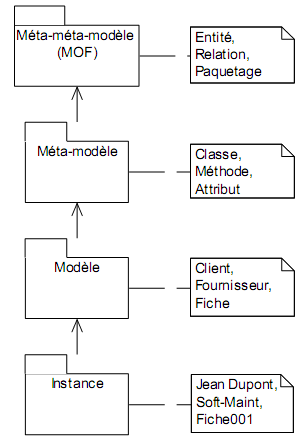 Méta-méta-modèle
(MOF)
Entité,
Relation,
Paquetage
Méta-modèle
Classe,
Méthode,
Attribut
Modèle
Client,
Fournisseur,
Fiche
Instance
Jean Dupont,
Soft-Maint,
Fiche001